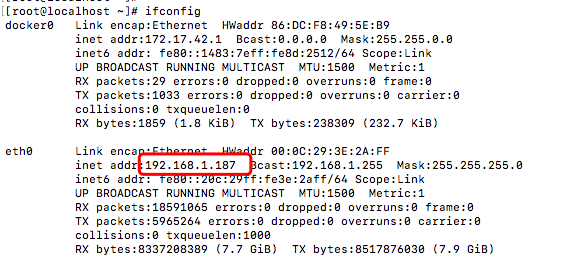 [[root@localhost ~]# ifconfig
docker0 Link encap:Ethernet HWaddr 86:DC:F8:49:5E:B9
inet addr:172.17.42.1 Bcast:0.0.0.0 Mask:255.255.0.0
inet6 addr: fe80::1483:7eff:fe8d:2512/64 Scope:Link
UP BROADCAST RUNNING MULTICAST MTU:1500 Metric:1
RX packets:29 errors:0 dropped:0 overruns:0 frame:0
TX packets:1033 errors:0 dropped:0 overruns:0 carrier:0
collisions:0 txqueuelen:0
RX bytes:1859 (1.8 KiB) TX bytes:238309 (232.7 KiB)
eth0 Link encap:Ethernet HWaddr 00:0C:29:3E:2A:FF
inet addr:192.168.1.187 Bcast:192.168.1.255 Mask:255.255.255.0
inet6 addr: fe80::20c:29ff:fe3e:2aff/64 Scope:Link
UP BROADCAST RUNNING MULTICAST MTU:1500 Metric:1
RX packets:18591065 errors:0 dropped:0 overruns:0 frame:0
TX packets:5965264 errors:0 dropped:0 overruns:0 carrier:0
collisions:0 txqueuelen:1000
RX bytes:8337208389 (7.7 GiB) TX bytes:8517876030 (7.9 GiB)